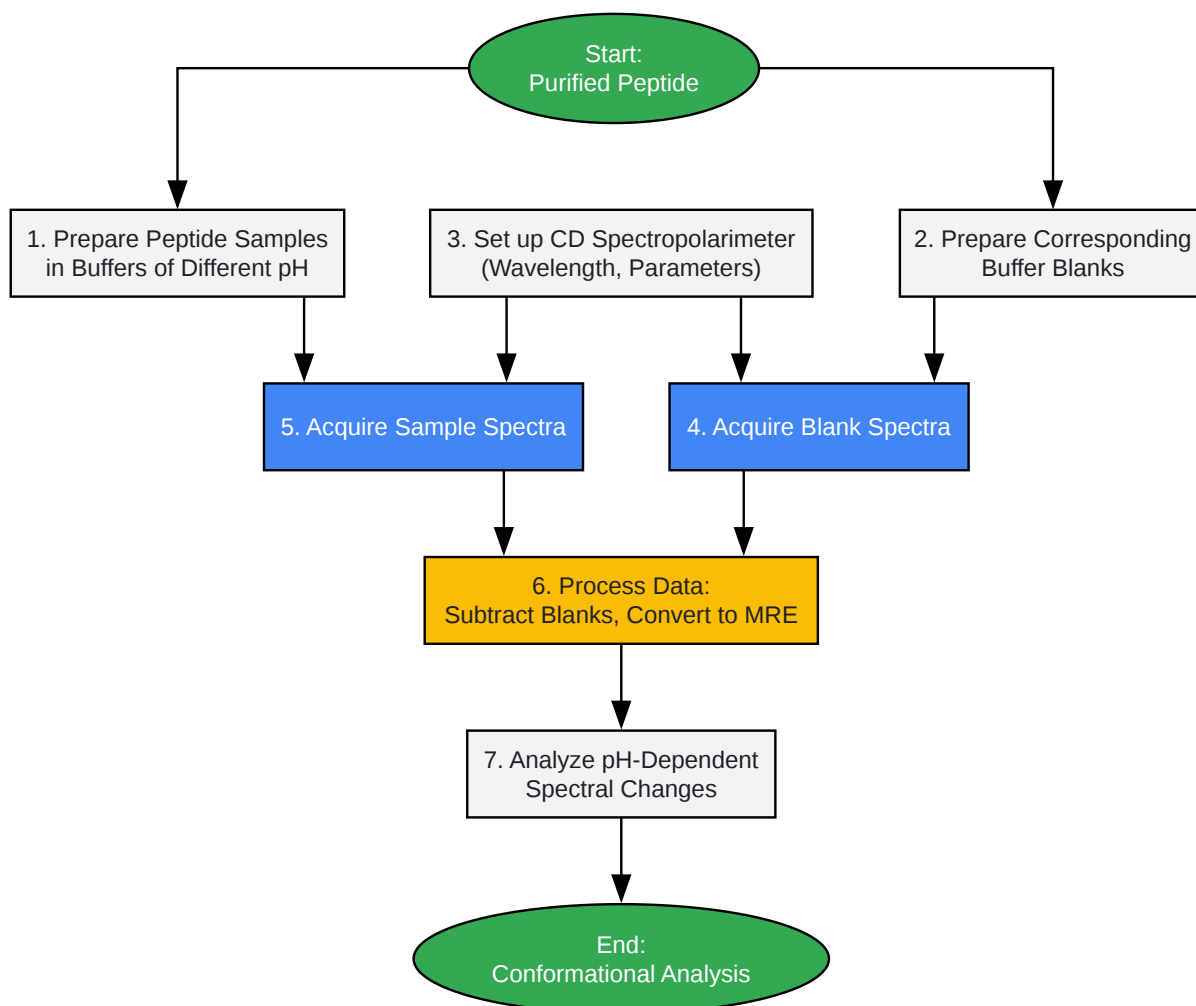 Start:
Purified Peptide
1. Prepare Peptide Samples
in Buffers of Different pH
3. Set up CD Spectropolarimeter
(Wavelength, Parameters)
2. Prepare Corresponding
Buffer Blanks
5. Acquire Sample Spectra
4. Acquire Blank Spectra
6. Process Data:
Subtract Blanks, Convert to MRE
7. Analyze pH-Dependent
Spectral Changes
End:
Conformational Analysis